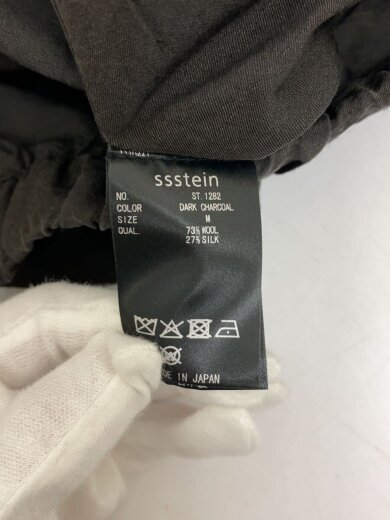 ssstein
NO. ST.1282
COLOR DARK CHARCOAL
SIZE M
QUAL. 73% WOOL
27% SILK
IN JAPAN